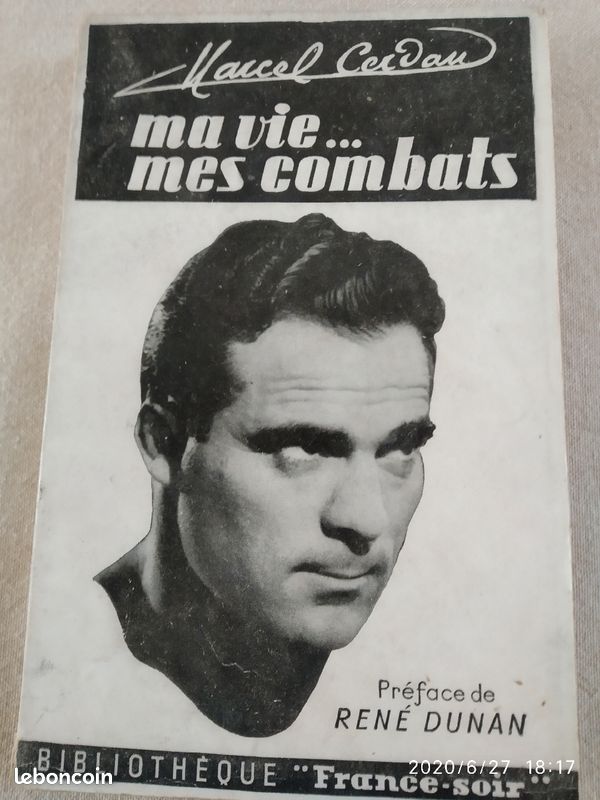 Marcel Cerdan
ma vie...
mes combats
Préface de
RENÉ DUNAN
BIBLIOTHÈQUE "France-soir"
leboncoin
2020/6/27 18:17